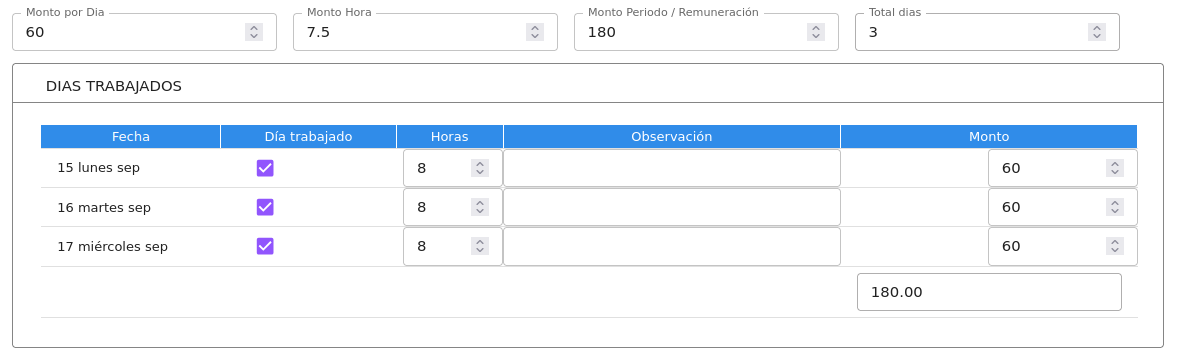 Monto por Dia Monto Hora Monto Periodo / Remuneración Total dias
60 7.5 180 3
DIAS TRABAJADOS
Fecha Día trabajado Horas Observación Monto
15 lunes sep 8 60
16 martes sep 8 60
17 miércoles sep 8 60
180.00